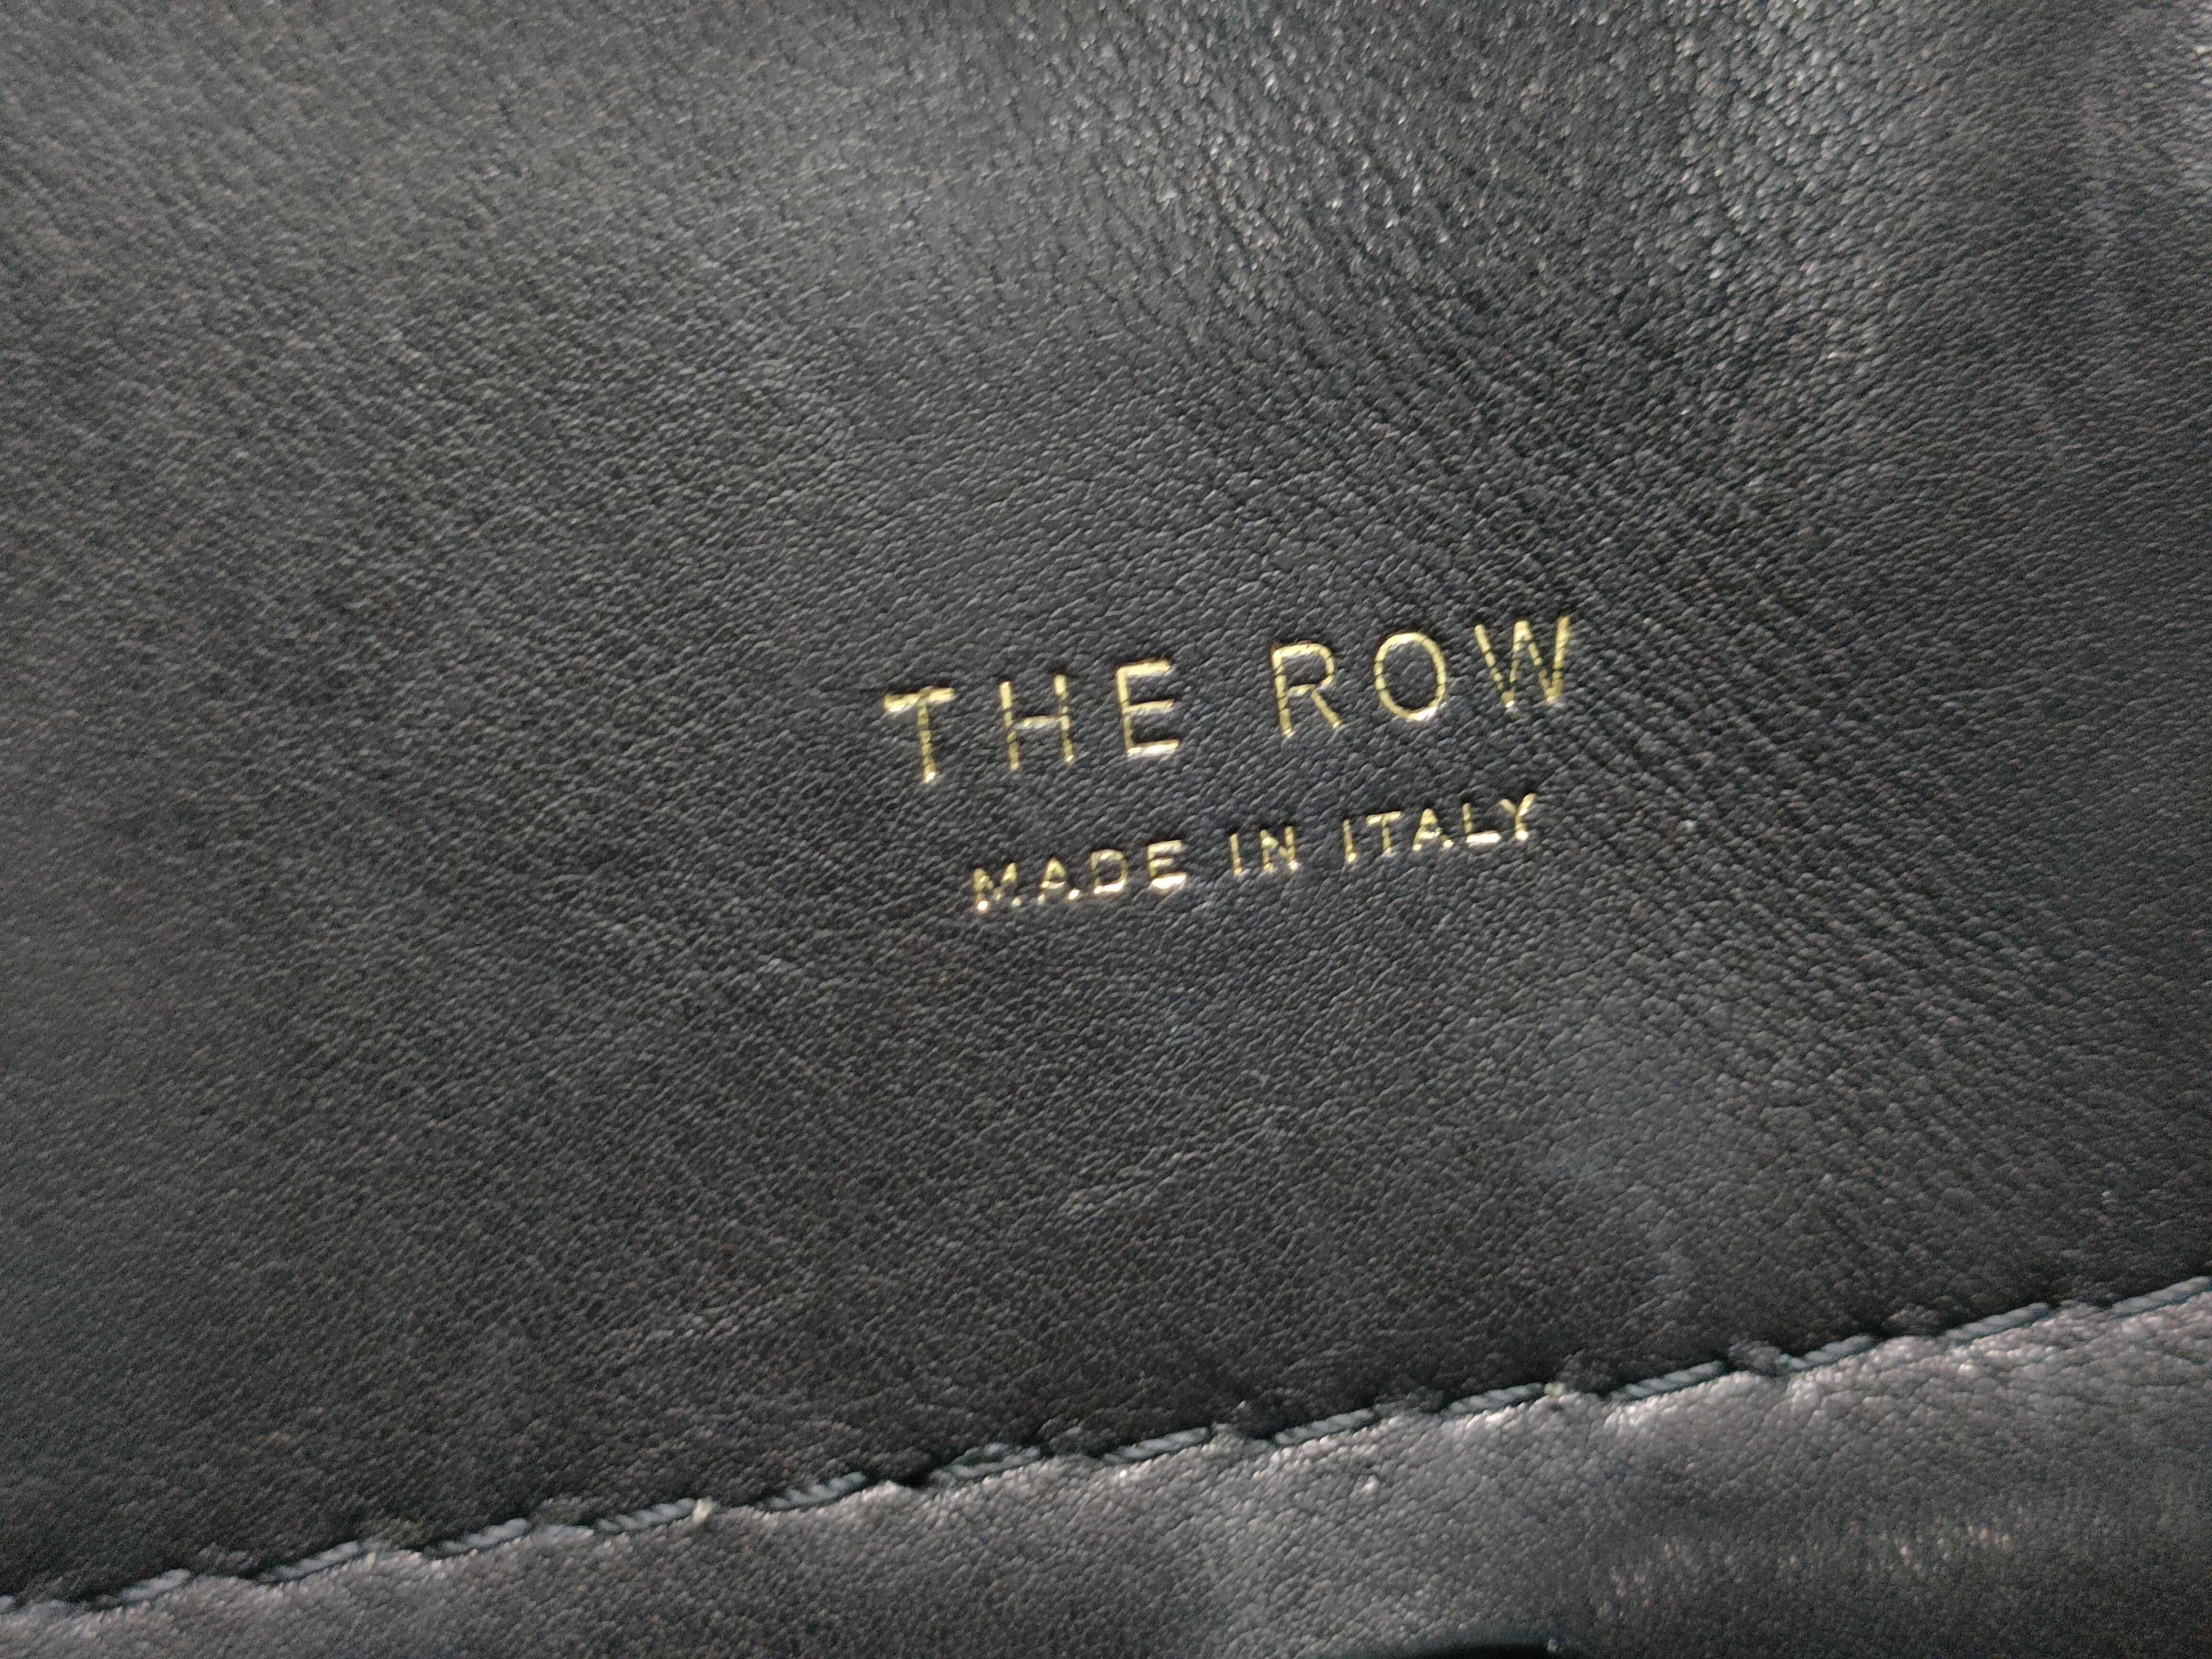 THE ROW
MADE IN ITALY